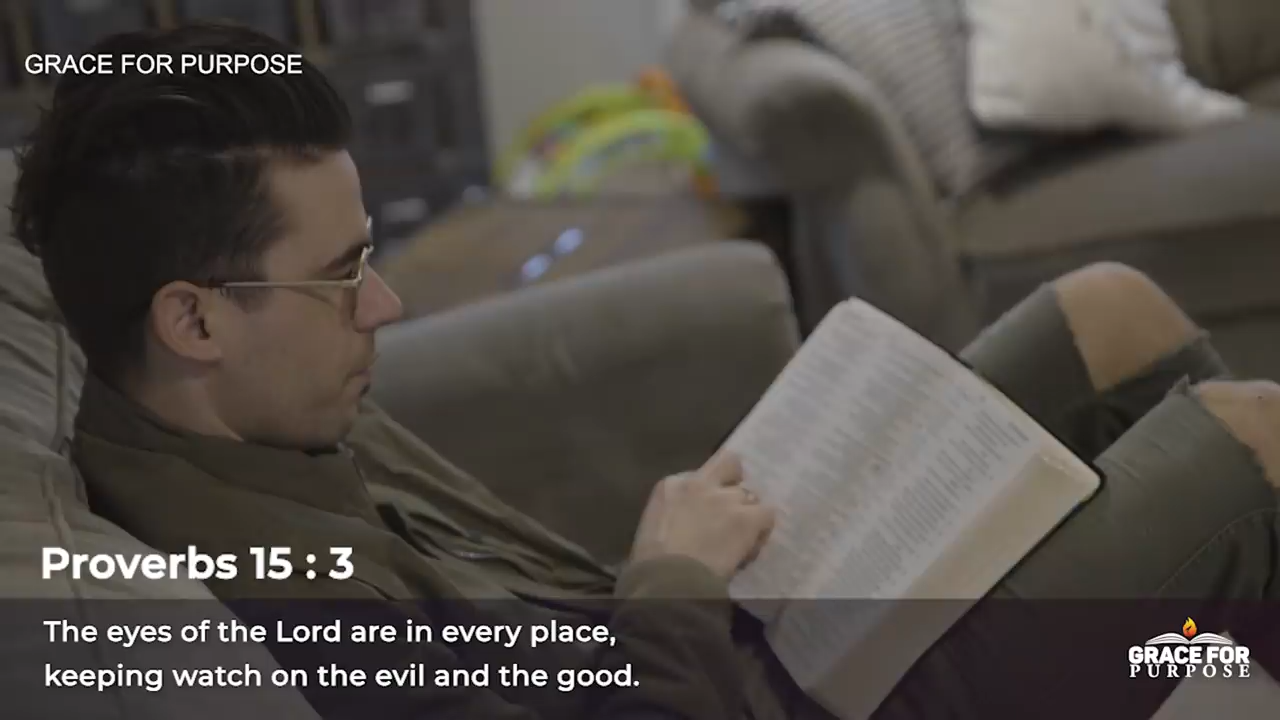 GRACE FOR PURPOSE
Proverbs 15 : 3
The eyes of the Lord are in every place,
keeping watch on the evil and the good.
GRACE FOR
PURPOSE